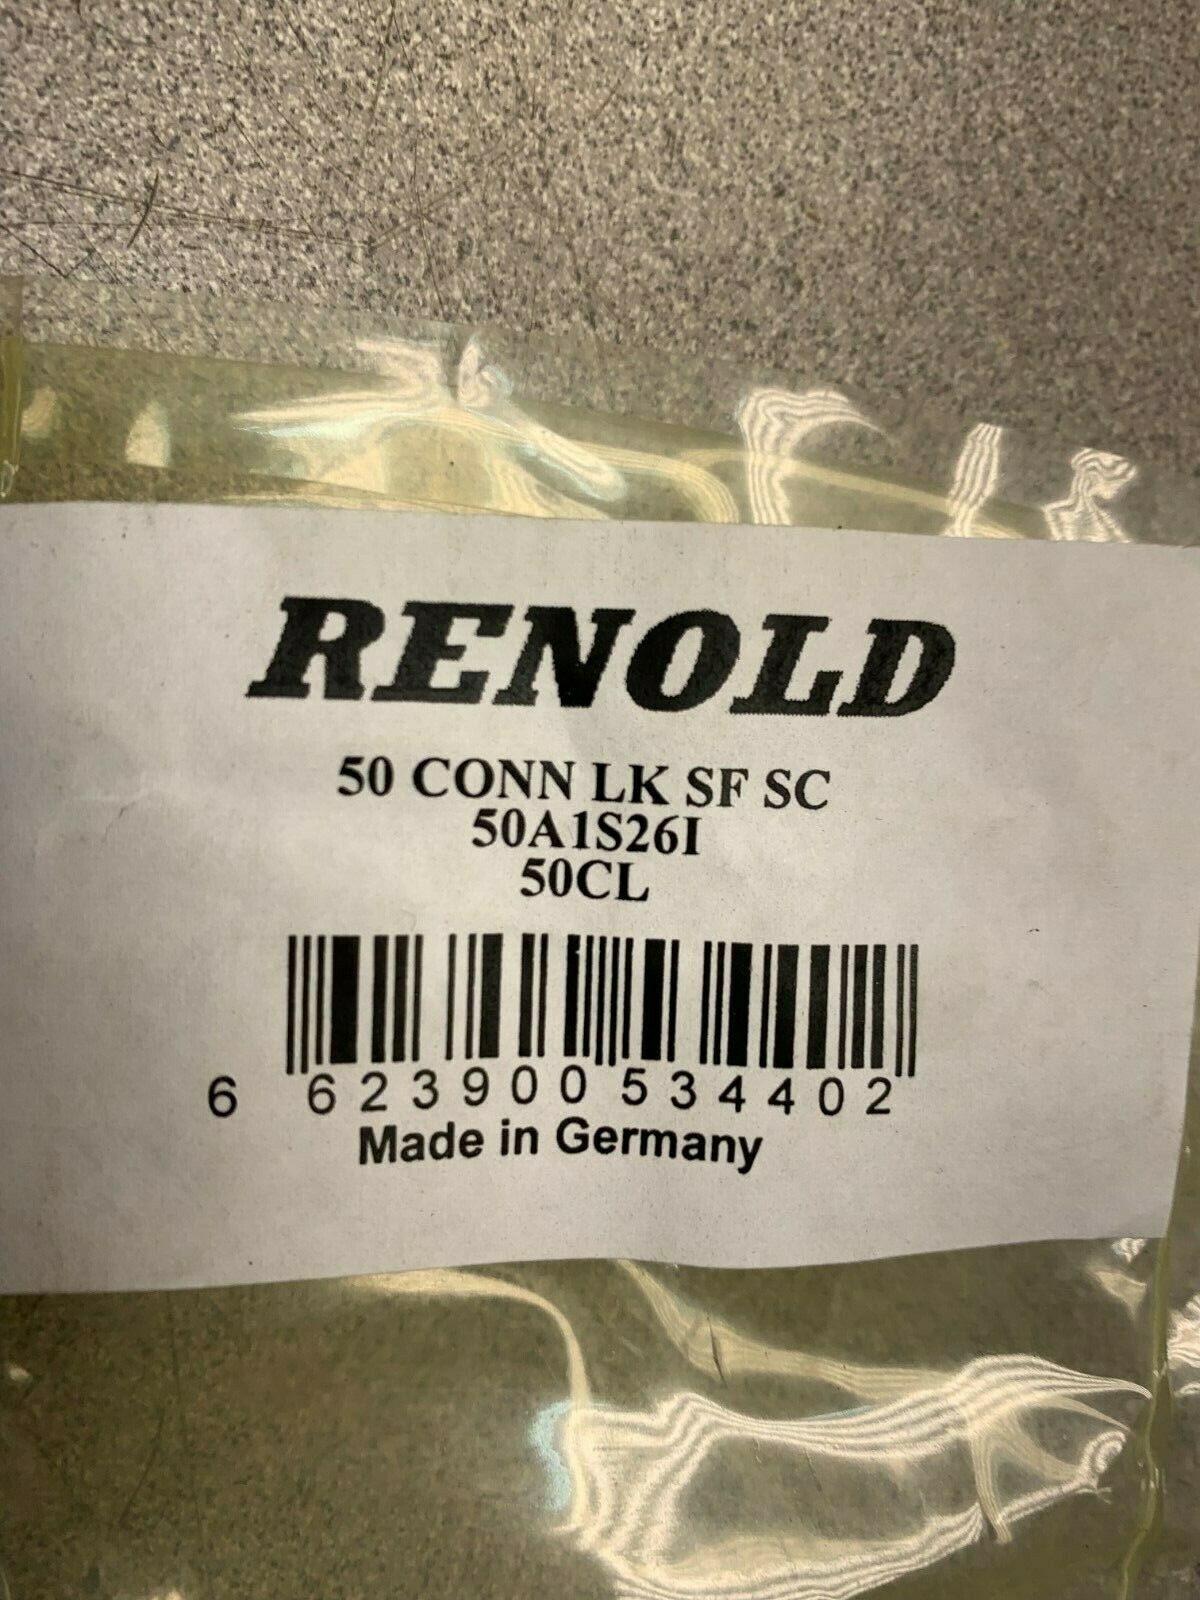 RENOLD
50 CONN LK SF SC
50A1S26I
50CL
6 623900 534402
Made in Germany